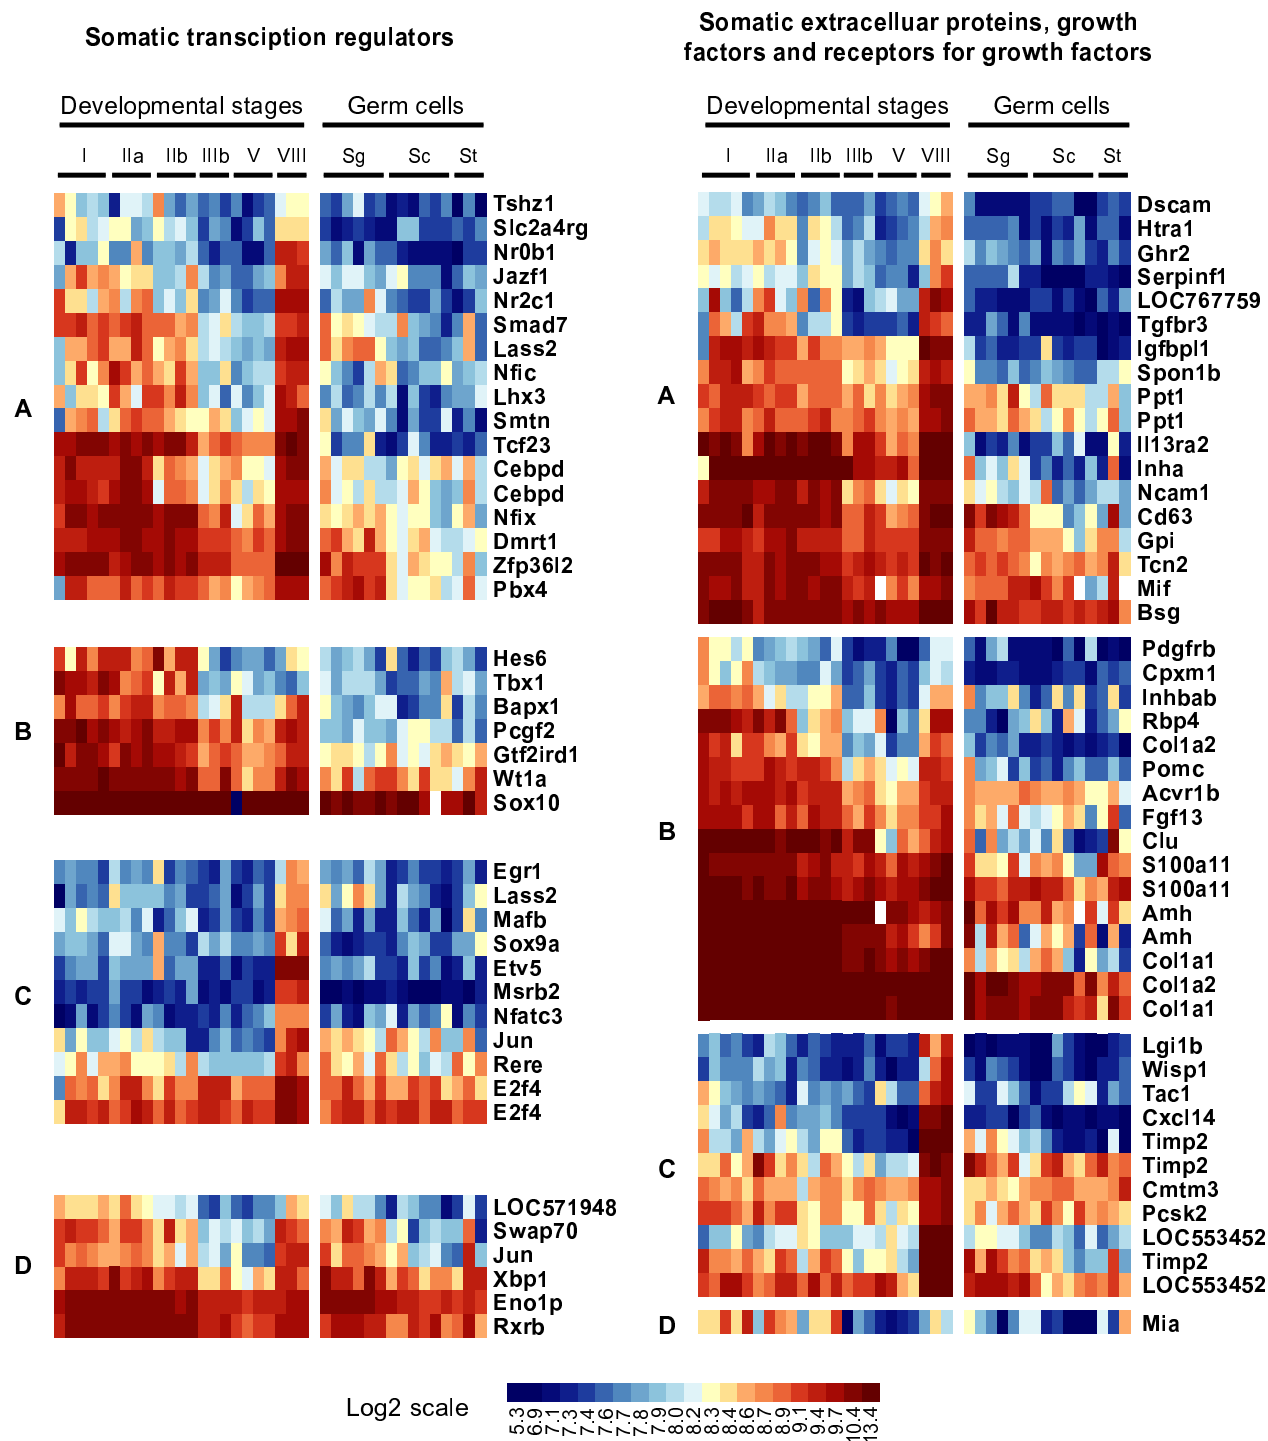 Somatic transciption regulators
Developmental stages
Germ cells
I IIa IIb IIIb V VIII
Sg Sc St
A
Tshz1
Slc2a4rg
Nr0b1
Jazf1
Nr2c1
Smad7
Lass2
Nfic
Lhx3
Smtn
Tcf23
Cebpd
Cebpd
Nfix
Dmrt1
Zfp36l2
Pbx4
B
Hes6
Tbx1
Bapx1
Pcgf2
Gtf2ird1
Wt1a
Sox10
C
Egr1
Lass2
Mafb
Sox9a
Etv5
Msrb2
Nfatc3
Jun
Rere
E2f4
E2f4
D
LOC571948
Swap70
Jun
Xbp1
Eno1p
Rxrb
Somatic extracelluar proteins, growth
factors and receptors for growth factors
Developmental stages
Germ cells
I IIa IIb IIIb V VIII
Sg Sc St
A
Dscam
Htra1
Ghr2
Serpinf1
LOC767759
Tgfbr3
Igfbpl1
Spon1b
Ppt1
Ppt1
Il13ra2
Inha
Ncam1
Cd63
Gpi
Tcn2
Mif
Bsg
B
Pdgfrb
Cpxm1
Inhbab
Rbp4
Col1a2
Pomc
Acvr1b
Fgf13
Clu
S100a11
S100a11
Amh
Amh
Col1a1
Col1a2
Col1a1
C
Lgi1b
Wisp1
Tac1
Cxcl14
Timp2
Timp2
Cmtm3
Pcsk2
LOC553452
Timp2
LOC553452
D
Mia
Log2 scale
5.3 6.9 7.1 7.3 7.4 7.6 7.7 7.8 7.9 8.0 8.2 8.3 8.4 8.6 8.7 8.9 9.1 9.4 9.7 10.4 13.4